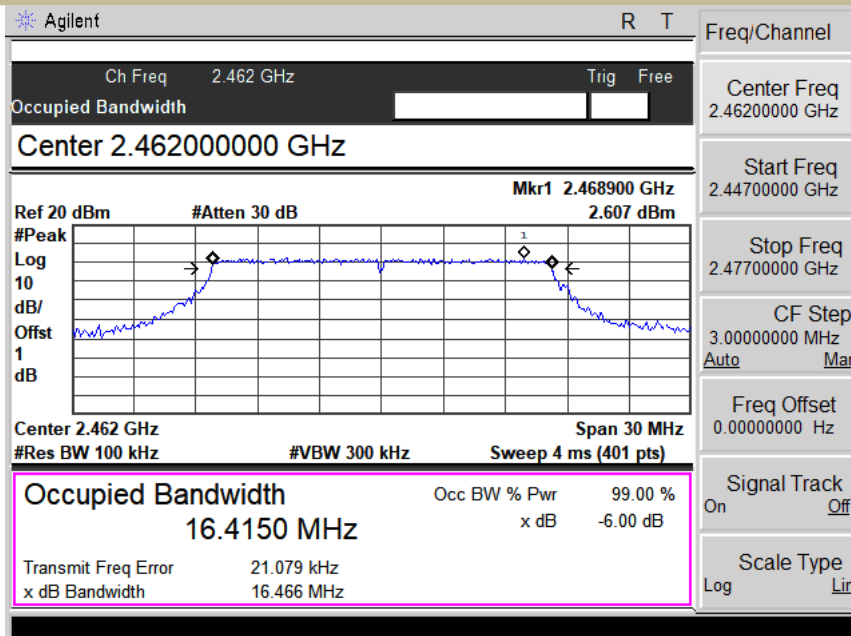 Agilent
R T
Freq/Channel
Ch Freq 2.462 GHz Trig Free
Occupied Bandwidth
Center 2.462000000 GHz
Mkr1 2.468900 GHz
Ref 20 dBm #Atten 30 dB 2.607 dBm
#Peak
Log
10
dB/
Offst
1
dB
1
Center 2.462 GHz Span 30 MHz
#Res BW 100 kHz #VBW 300 kHz Sweep 4 ms (401 pts)
Occupied Bandwidth
16.4150 MHz
Occ BW % Pwr 99.00 %
x dB -6.00 dB
Transmit Freq Error 21.079 kHz
x dB Bandwidth 16.466 MHz
Center Freq
2.46200000 GHz
Start Freq
2.44700000 GHz
Stop Freq
2.47700000 GHz
CF Step
3.00000000 MHz
Auto Man
Freq Offset
0.00000000 Hz
Signal Track
On Off
Scale Type
Log Lin